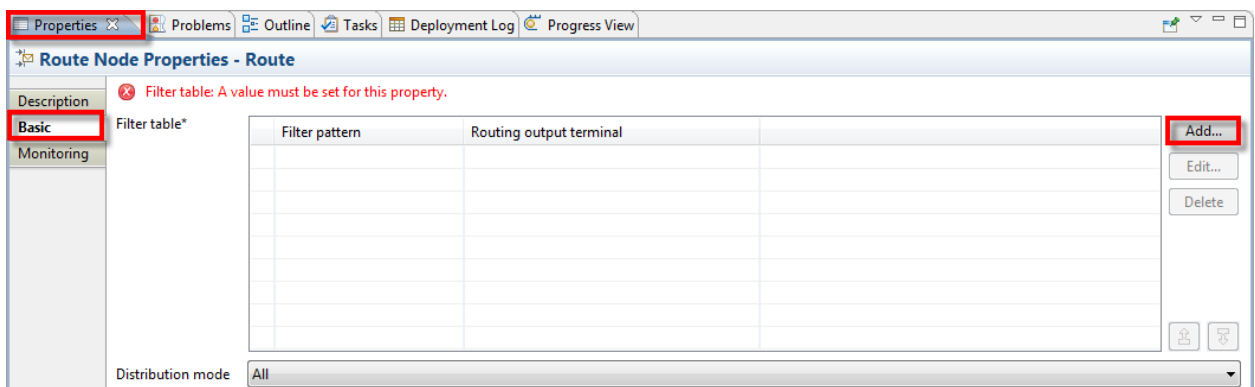 Properties Problems Outline Tasks Deployment Log Progress View
Route Node Properties - Route
Description
Filter table: A value must be set for this property.
Basic
Filter table*
Filter pattern Routing output terminal
Add...
Monitoring
Edit...
Delete
Distribution mode All